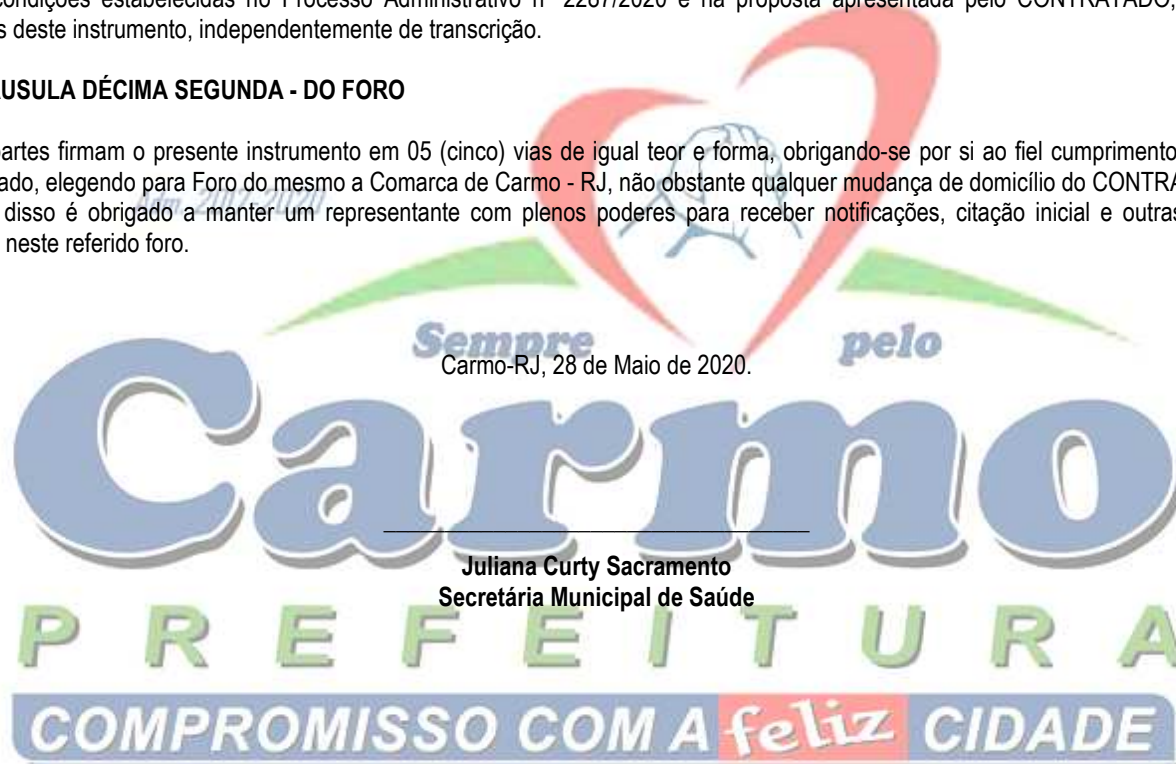 condições estabelecidas no Processo Administrativo nº 2287/2020 e na proposta apresentada pelo CONTRATADO,
s deste instrumento, independentemente de transcrição.
USULA DÉCIMA SEGUNDA - DO FORO
artes firmam o presente instrumento em 05 (cinco) vias de igual teor e forma, obrigando-se por si ao fiel cumprimento
ado, elegendo para Foro do mesmo a Comarca de Carmo - RJ, não obstante qualquer mudança de domicílio do CONTRA
Adm. 2017-2020
disso é obrigado a manter um representante com plenos poderes para receber notificações, citação inicial e outras
neste referido foro.
Sempre pelo
Carmo-RJ, 28 de Maio de 2020.
Carmo
Juliana Curty Sacramento
Secretária Municipal de Saúde
PREFEITURA
COMPROMISSO COM A feliz CIDADE